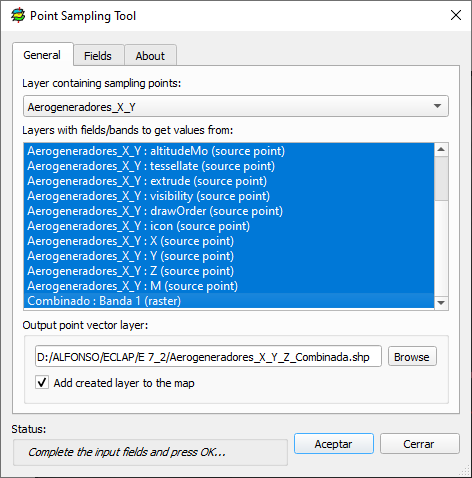 Point Sampling Tool
General Fields About
Layer containing sampling points:
Aerogeneradores_X_Y
Layers with fields/bands to get values from:
Aerogeneradores_X_Y : altitudeMo (source point)
Aerogeneradores_X_Y : tessellate (source point)
Aerogeneradores_X_Y : extrude (source point)
Aerogeneradores_X_Y : visibility (source point)
Aerogeneradores_X_Y : drawOrder (source point)
Aerogeneradores_X_Y : icon (source point)
Aerogeneradores_X_Y : X (source point)
Aerogeneradores_X_Y : Y (source point)
Aerogeneradores_X_Y : Z (source point)
Aerogeneradores_X_Y : M (source point)
Combinado : Banda 1 (raster)
Output point vector layer:
D:/ALFONSO/ECLAP/E 7_2/Aerogeneradores_X_Y_Z_Combinada.shp Browse
Add created layer to the map
Status:
Complete the input fields and press OK... Aceptar Cerrar